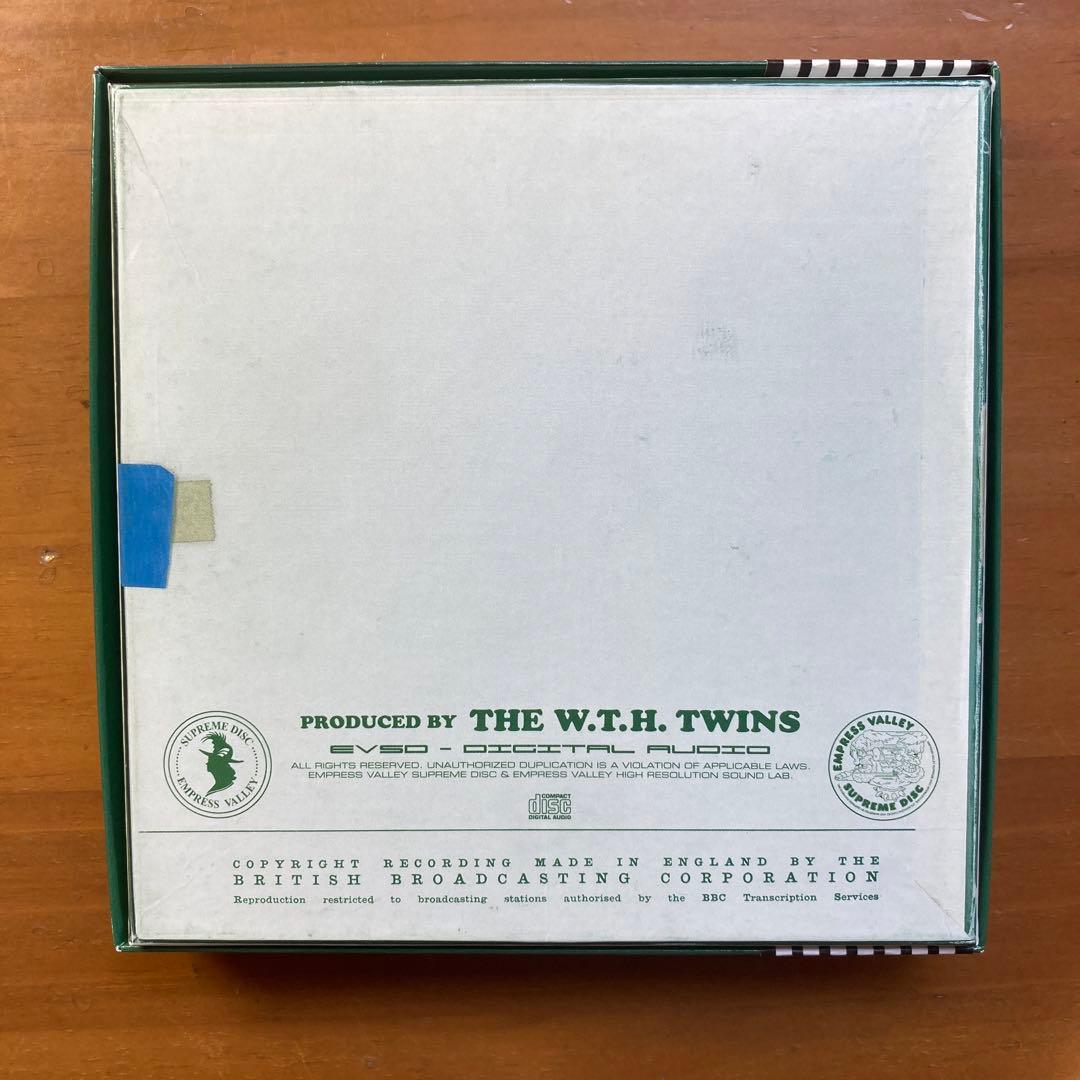 PRODUCED BY THE W.T.H. TWINS
EVSD - DIGITAL AUDIO
ALL RIGHTS RESERVED. UNAUTHORIZED DUPLICATION IS A VIOLATION OF APPLICABLE LAWS.
EMPRESS VALLEY SUPREME DISC & EMPRESS VALLEY HIGH RESOLUTION SOUND LAB.
SUPREME DISC
EMPRESS VALLEY
EMPRESS VALLEY
SUPREME DISC
COMPACT
disc
DIGITAL AUDIO
COPYRIGHT RECORDING MADE IN ENGLAND BY THE
BRITISH BROADCASTING CORPORATION
Reproduction restricted to broadcasting stations authorised by the BBC Transcription Services